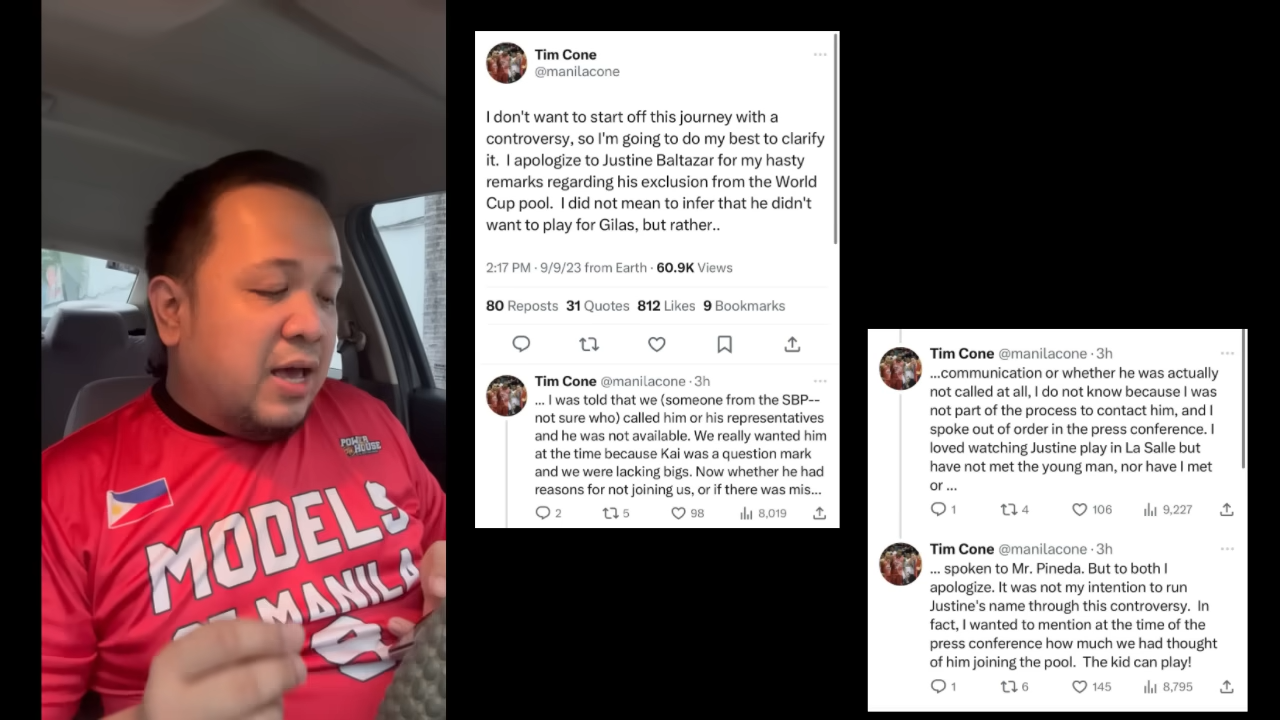 POWER
HOUSE
MODELS
OF MANILA
Tim Cone
@manilacone
I don't want to start off this journey with a
controversy, so I'm going to do my best to clarify
it. I apologize to Justine Baltazar for my hasty
remarks regarding his exclusion from the World
Cup pool. I did not mean to infer that he didn't
want to play for Gilas, but rather..
2:17 PM · 9/9/23 from Earth · 60.9K Views
80 Reposts 31 Quotes 812 Likes 9 Bookmarks
Tim Cone @manilacone · 3h
... I was told that we (someone from the SBP--
not sure who) called him or his representatives
and he was not available. We really wanted him
at the time because Kai was a question mark
and we were lacking bigs. Now whether he had
reasons for not joining us, or if there was mis...
2 5 98 8,019
Tim Cone @manilacone · 3h
...communication or whether he was actually
not called at all, I do not know because I was
not part of the process to contact him, and I
spoke out of order in the press conference. I
loved watching Justine play in La Salle but
have not met the young man, nor have I met
or ...
1 4 106 9,227
Tim Cone @manilacone · 3h
... spoken to Mr. Pineda. But to both I
apologize. It was not my intention to run
Justine's name through this controversy. In
fact, I wanted to mention at the time of the
press conference how much we had thought
of him joining the pool. The kid can play!
1 6 145 8,795